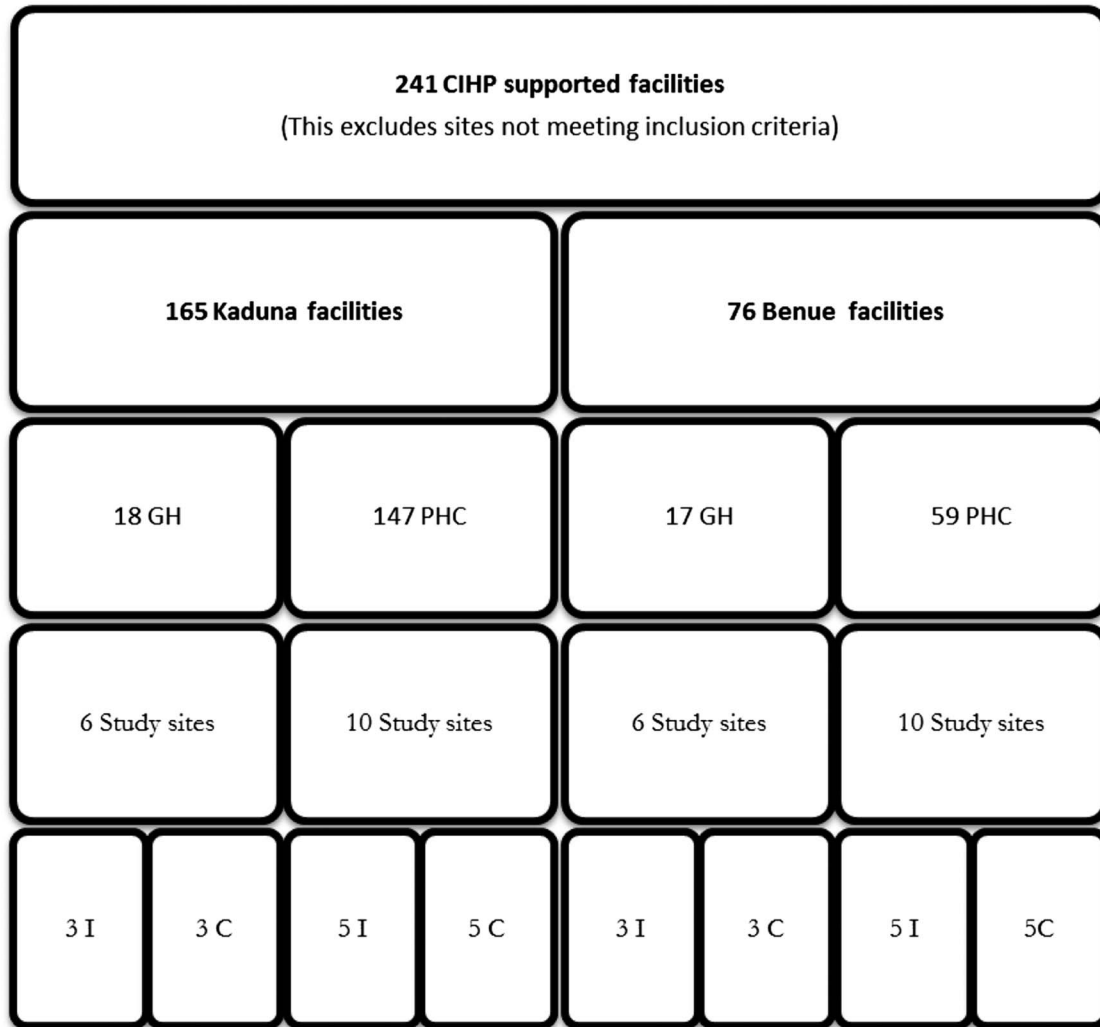 241 CIHP supported facilities
(This excludes sites not meeting inclusion criteria)
165 Kaduna facilities
76 Benue facilities
18 GH
147 PHC
17 GH
59 PHC
6 Study sites
10 Study sites
6 Study sites
10 Study sites
3 I
3 C
5 I
5 C
3 I
3 C
5 I
5C